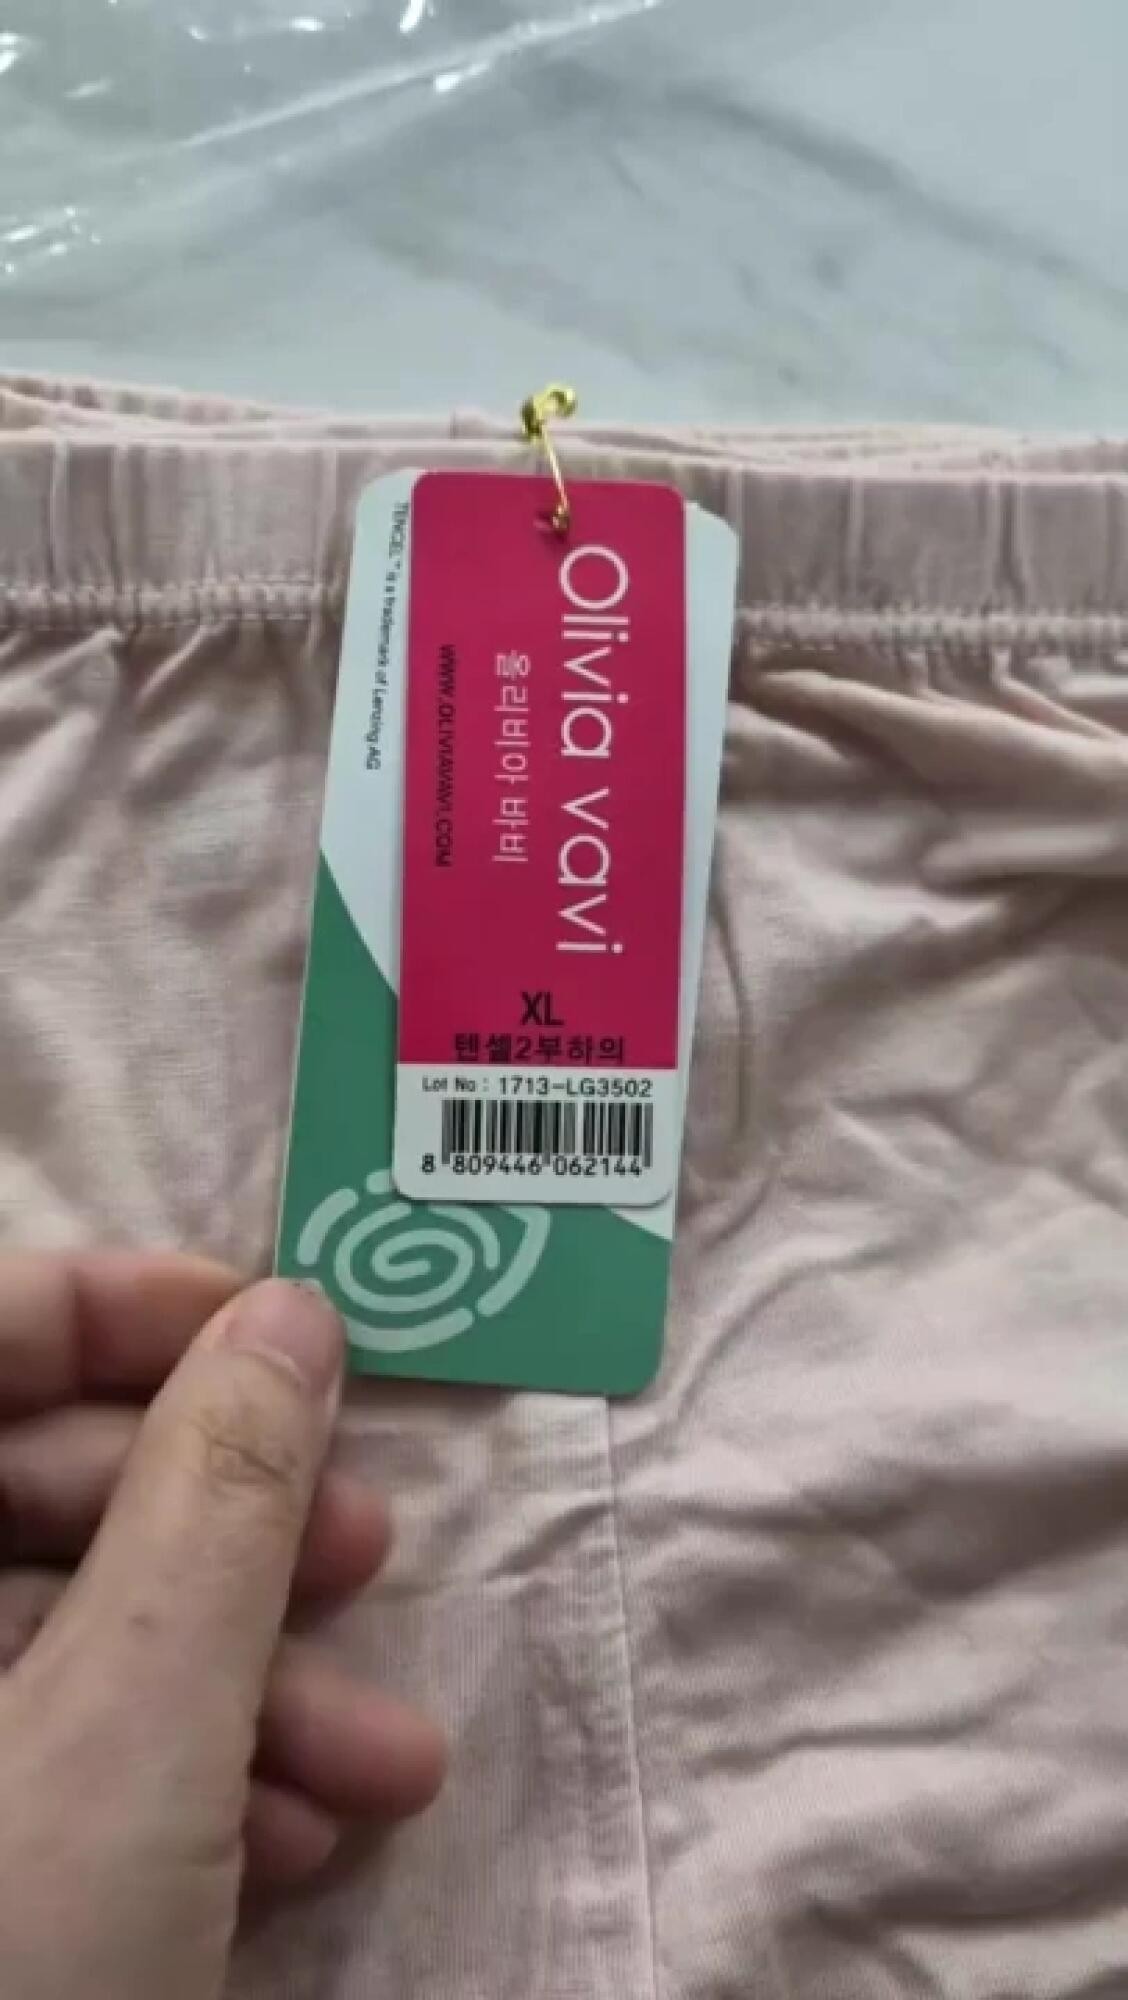 Olivia vavi
올리비아 바비
WWW.OLIVIAVAVI.COM
XL
텐셀2부하의
Lot No : 1713-LG3502
8 809446 062144
TENCEL™ is a trademark of Lenzing AG